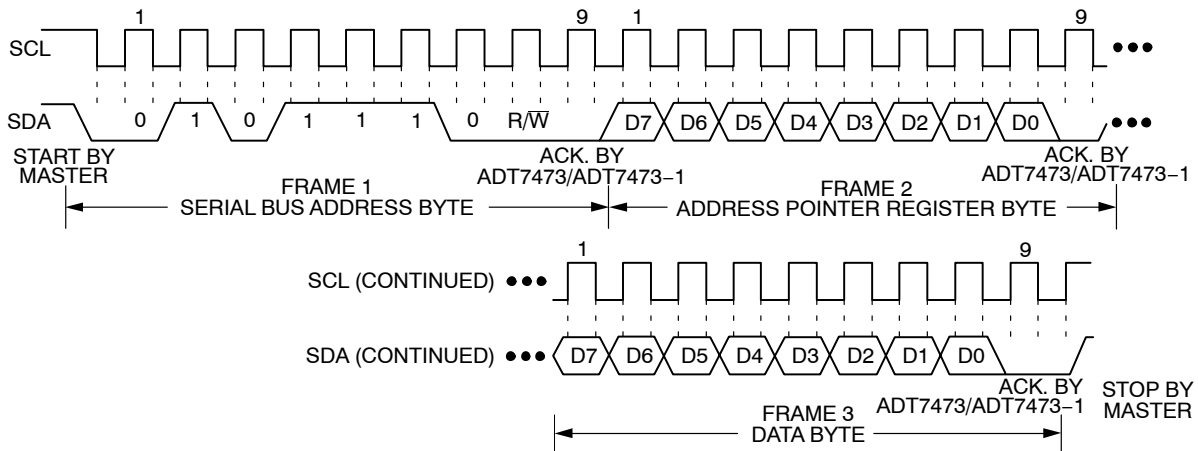 1 9 1 9
SCL
SDA 0 1 0 1 1 1 0 R/W̅ D7 D6 D5 D4 D3 D2 D1 D0
START BY MASTER
ACK. BY ADT7473/ADT7473−1
ACK. BY ADT7473/ADT7473−1
FRAME 1
SERIAL BUS ADDRESS BYTE
FRAME 2
ADDRESS POINTER REGISTER BYTE
1 9
SCL (CONTINUED)
SDA (CONTINUED) D7 D6 D5 D4 D3 D2 D1 D0
ACK. BY ADT7473/ADT7473−1
STOP BY MASTER
FRAME 3
DATA BYTE